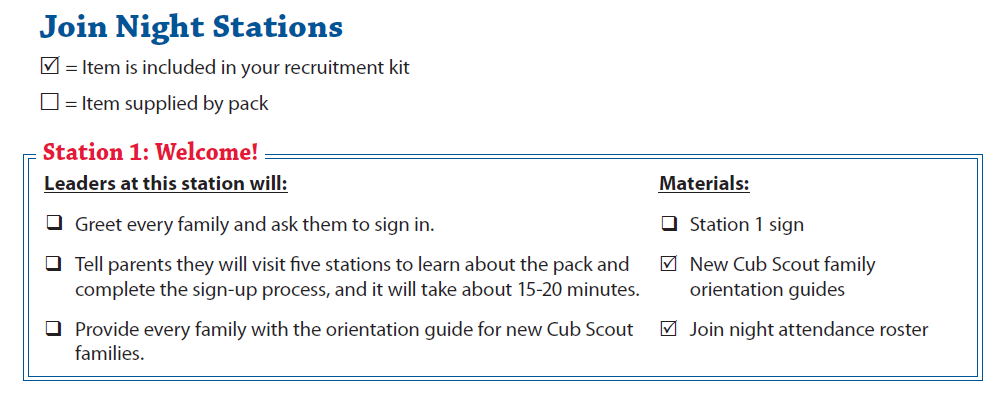 Join Night Stations
☑ = Item is included in your recruitment kit
☐ = Item supplied by pack
Station 1: Welcome!
Leaders at this station will:
❑ Greet every family and ask them to sign in.
❑ Tell parents they will visit five stations to learn about the pack and
complete the sign-up process, and it will take about 15-20 minutes.
❑ Provide every family with the orientation guide for new Cub Scout
families.
Materials:
❑ Station 1 sign
☑ New Cub Scout family
orientation guides
☑ Join night attendance roster